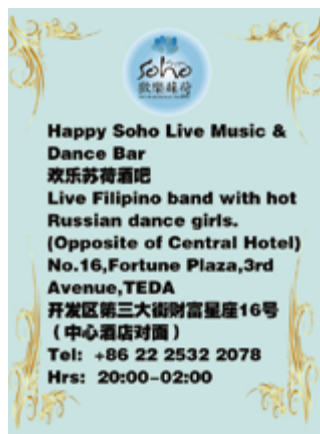 Soho
歡樂蘇荷
Happy Soho Live Music &
Dance Bar
欢乐苏荷酒吧
Live Filipino band with hot
Russian dance girls.
(Opposite of Central Hotel)
No.16,Fortune Plaza,3rd
Avenue,TEDA
开发区第三大街财富星座16号
（中心酒店对面）
Tel: +86 22 2532 2078
Hrs: 20:00-02:00